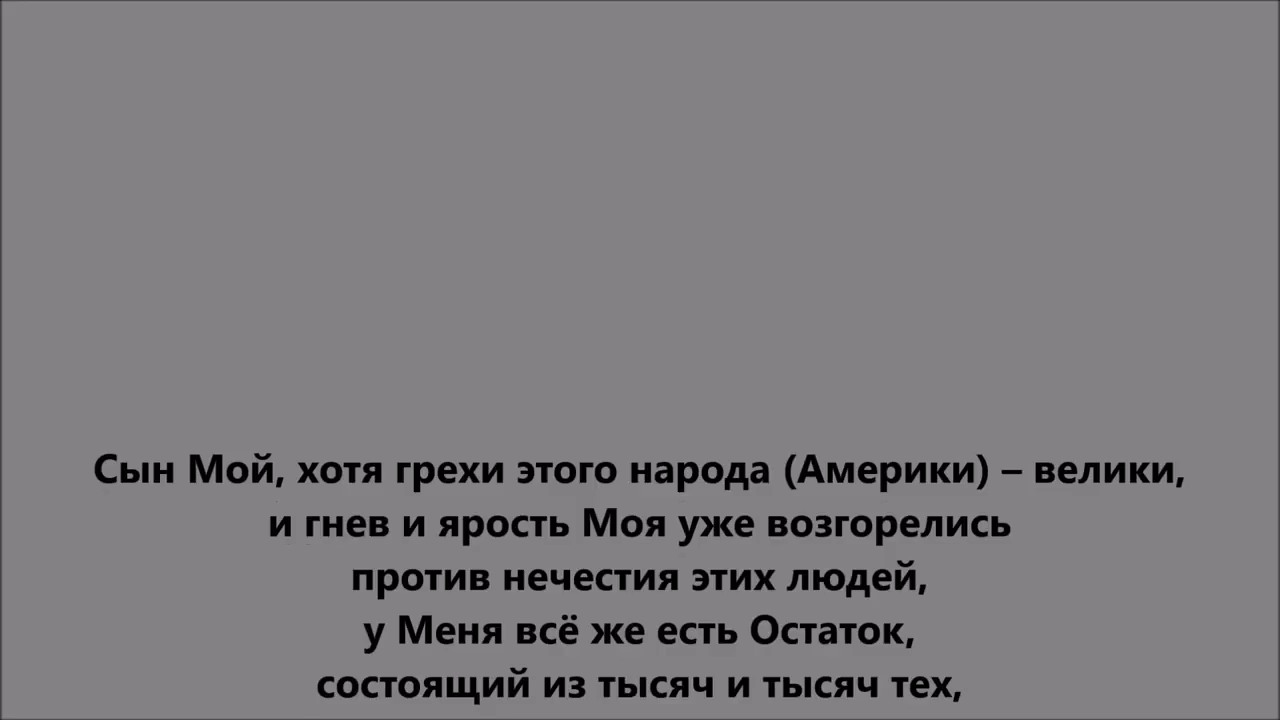 Сын Мой, хотя грехи этого народа (Америки) – велики,
и гнев и ярость Моя уже возгорелись
против нечестия этих людей,
у Меня всё же есть Остаток,
состоящий из тысяч и тысяч тех,